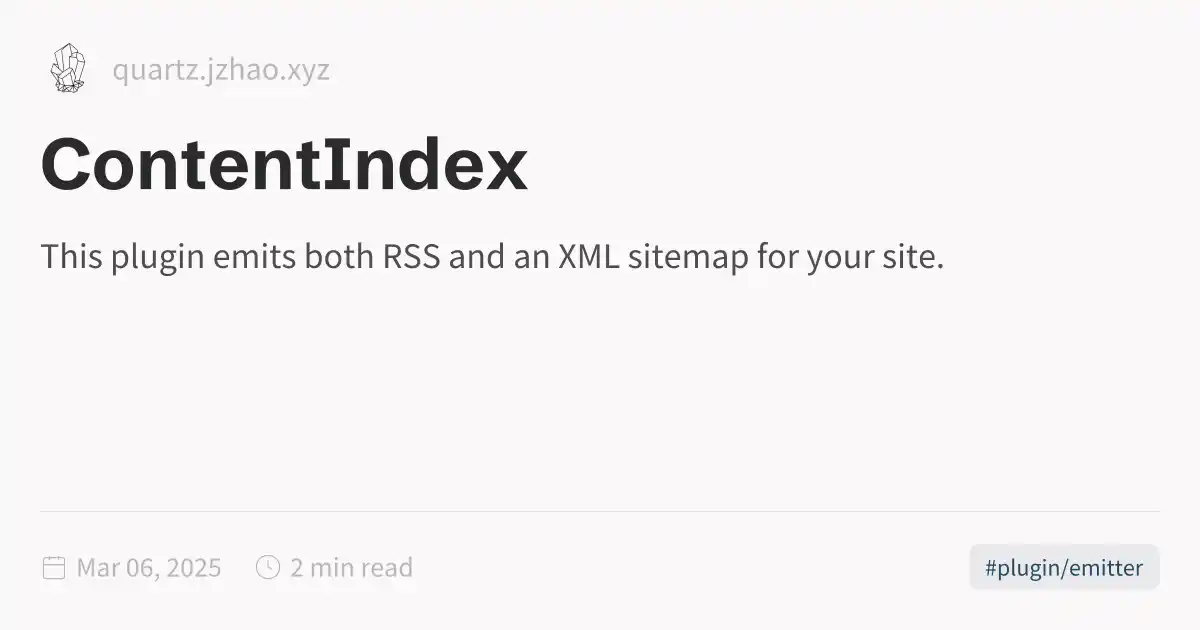 quartz.jzhao.xyz
ContentIndex
This plugin emits both RSS and an XML sitemap for your site.
Mar 06, 2025 2 min read #plugin/emitter